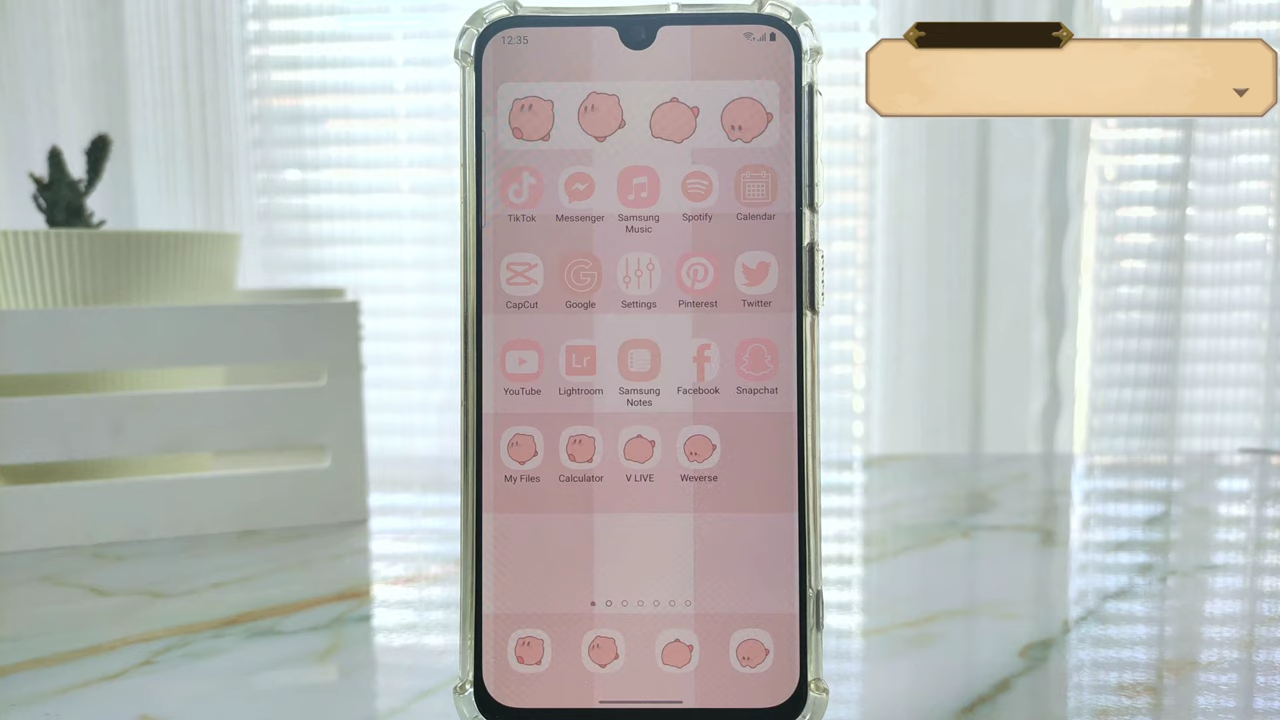 12:35
TikTok
Messenger
Samsung
Music
Spotify
Calendar
CapCut
Google
Settings
Pinterest
Twitter
YouTube
Lr
Lightroom
Samsung
Notes
Facebook
Snapchat
My Files
Calculator
V LIVE
Weverse